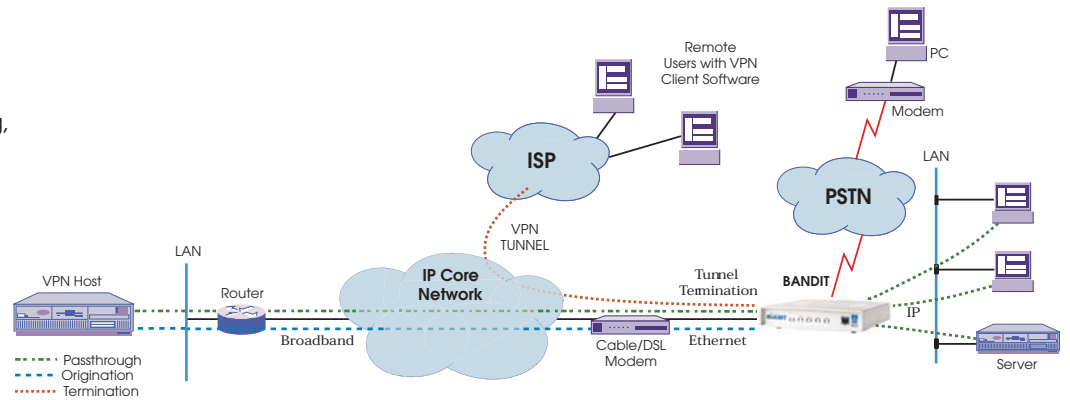 Remote
Users with VPN
Client Software
PC
Modem
g,
ISP
LAN
PSTN
VPN
TUNNEL
LAN
VPN Host
Router
IP Core
Network
Tunnel
Temination
BANDIT
IP
Broadband
Cable/DSL
Modem
Ethernet
Server
Passthrough
Origination
Termination